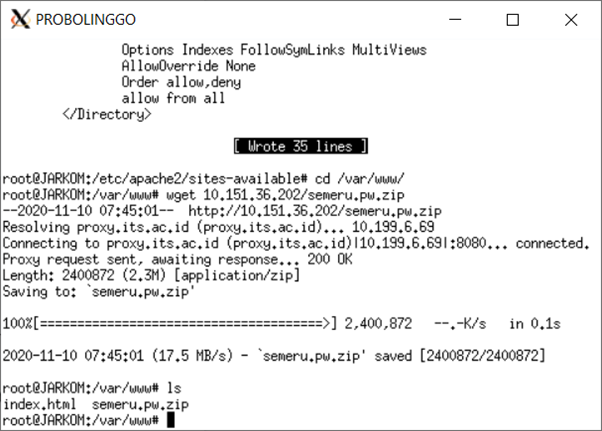 PROBOLINGGO
Options Indexes FollowSymLinks MultiViews
AllowOverride None
Order allow,deny
allow from all
</Directory>
[ Wrote 35 lines ]
root@JARKOM:/etc/apache2/sites-available# cd /var/www/
root@JARKOM:/var/www# wget 10.151.36.202/semeru.pw.zip
--2020-11-10 07:45:01--  http://10.151.36.202/semeru.pw.zip
Resolving proxy.its.ac.id (proxy.its.ac.id)... 10.199.6.69
Connecting to proxy.its.ac.id (proxy.its.ac.id)|10.199.6.69|:8080... connected.
Proxy request sent, awaiting response... 200 OK
Length: 2400872 (2.3M) [application/zip]
Saving to: `semeru.pw.zip'
100%[======================================>] 2,400,872   --.-K/s   in 0.1s
2020-11-10 07:45:01 (17.5 MB/s) - `semeru.pw.zip' saved [2400872/2400872]
root@JARKOM:/var/www# ls
index.html  semeru.pw.zip
root@JARKOM:/var/www#